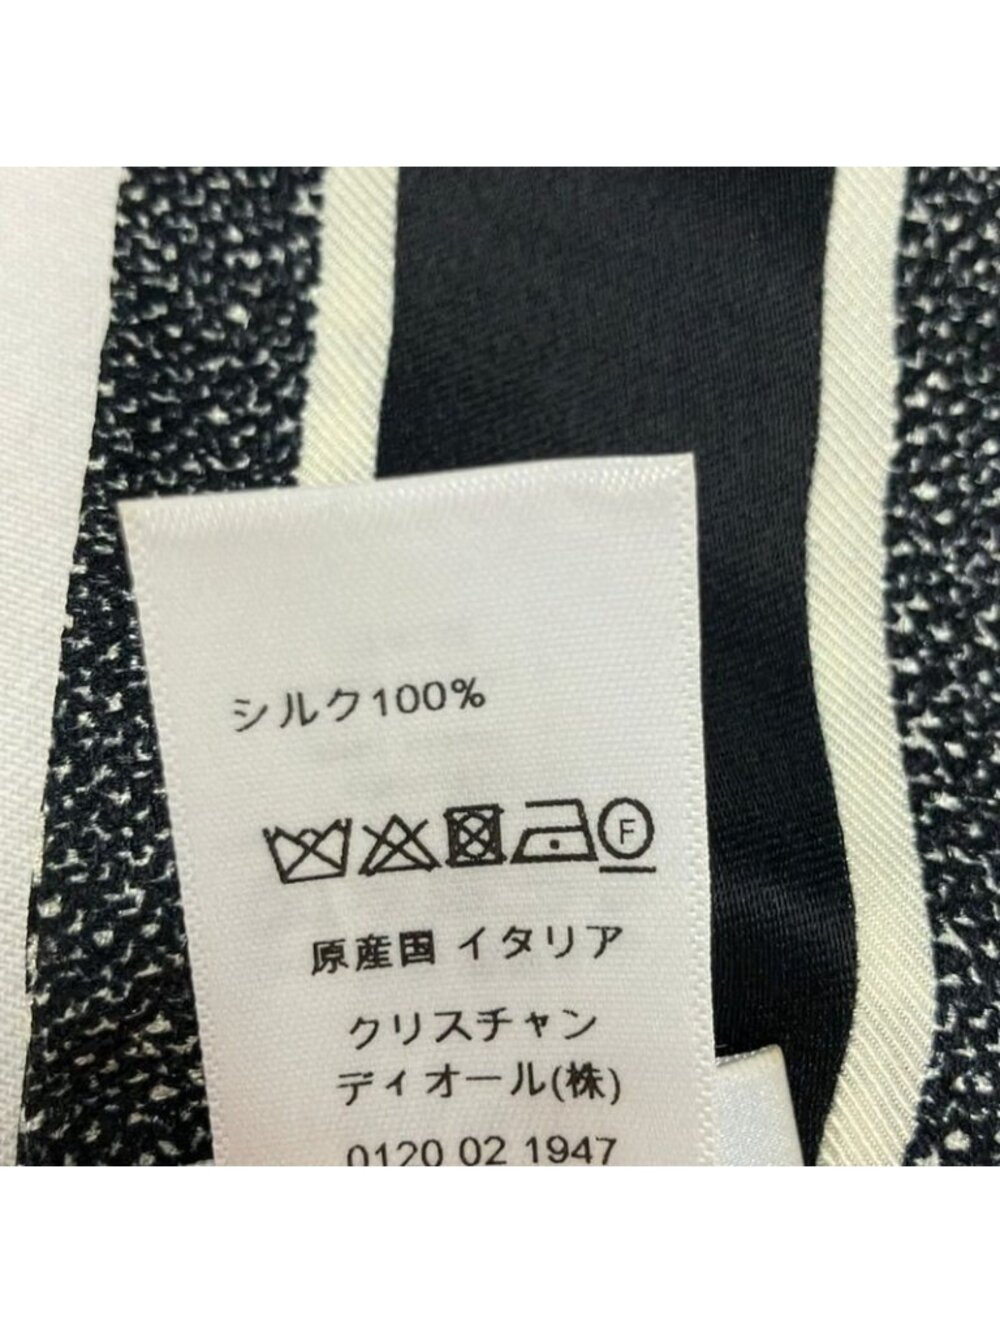 シルク100%
F
原産国 イタリア
クリスチャン
ディオール(株)
0120 02 1947